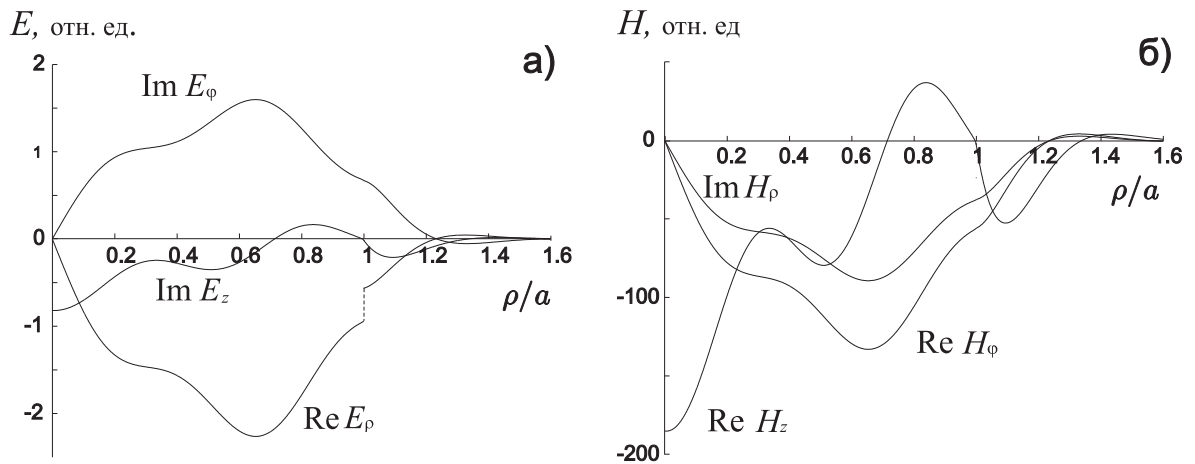 E, отн. ед.
а)
2
Im Eφ
1
0
0.2 0.4 0.6 0.8 1 1.2 1.4 1.6
Im Ez
ρ/a
-1
-2
Re Eρ
H, отн. ед
б)
0
0.2 0.4 0.6 0.8 1 1.2 1.4 1.6
Im Hρ
ρ/a
-100
Re Hφ
Re Hz
-200